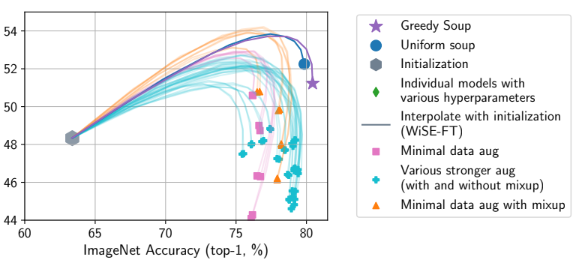 54
52
50
48
46
44
60
65
70
75
80
ImageNet Accuracy (top-1, %)
Greedy Soup
Uniform soup
Initialization
Individual models with
various hyperparameters
Interpolate with initialization
(WiSE-FT)
Minimal data aug
Various stronger aug
(with and without mixup)
Minimal data aug with mixup